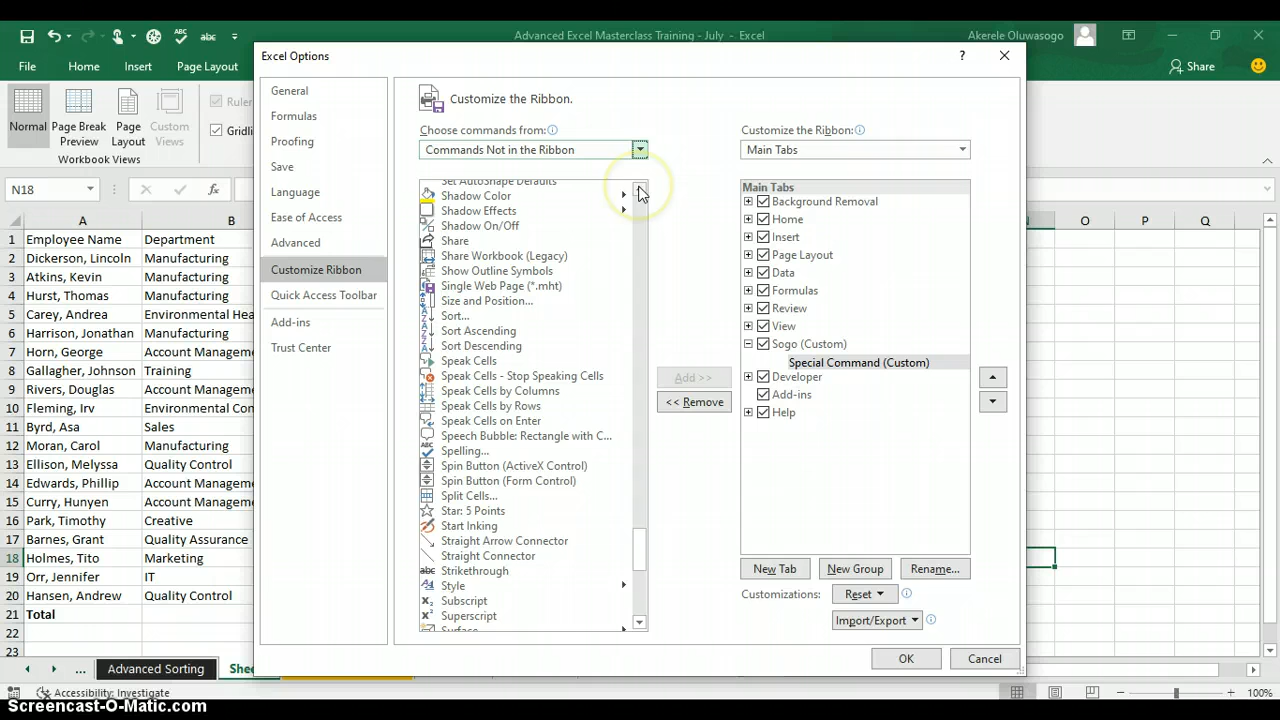 Advanced Excel Masterclass Training - July - Excel
Akerele Oluwasogo
File Home Insert Page Layout
Share
Excel Options
Normal
Page Break Preview
Page Layout
Custom Views
Workbook Views
Ruler
Gridli
N18
fx
General
Formulas
Proofing
Save
Language
Ease of Access
Advanced
Customize Ribbon
Quick Access Toolbar
Add-ins
Trust Center
Customize the Ribbon.
Choose commands from:
Commands Not in the Ribbon
Set AutoShape Defaults
Shadow Color
Shadow Effects
Shadow On/Off
Share
Share Workbook (Legacy)
Show Outline Symbols
Single Web Page (*.mht)
Size and Position...
Sort...
Sort Ascending
Sort Descending
Speak Cells
Speak Cells - Stop Speaking Cells
Speak Cells by Columns
Speak Cells by Rows
Speak Cells on Enter
Speech Bubble: Rectangle with C...
Spelling...
Spin Button (ActiveX Control)
Spin Button (Form Control)
Split Cells...
Star: 5 Points
Start Inking
Straight Arrow Connector
Straight Connector
Strikethrough
Style
Subscript
Superscript
Surface
Add >>
<< Remove
Customize the Ribbon:
Main Tabs
Main Tabs
Background Removal
Home
Insert
Page Layout
Data
Formulas
Review
View
Sogo (Custom)
Special Command (Custom)
Developer
Add-ins
Help
New Tab New Group Rename...
Customizations: Reset
Import/Export
OK Cancel
A B N O P Q
1 Employee Name Department
2 Dickerson, Lincoln Manufacturing
3 Atkins, Kevin Manufacturing
4 Hurst, Thomas Manufacturing
5 Carey, Andrea Environmental Hea
6 Harrison, Jonathan Manufacturing
7 Horn, George Account Manageme
8 Gallagher, Johnson Training
9 Rivers, Douglas Account Manageme
10 Fleming, Irv Environmental Con
11 Byrd, Asa Sales
12 Moran, Carol Manufacturing
13 Ellison, Melyssa Quality Control
14 Edwards, Phillip Account Manageme
15 Curry, Hunyen Account Manageme
16 Park, Timothy Creative
17 Barnes, Grant Quality Assurance
18 Holmes, Tito Marketing
19 Orr, Jennifer IT
20 Hansen, Andrew Quality Control
21 Total
22
23
... Advanced Sorting Shee
Accessibility: Investigate
100%
Screencast-O-Matic.com